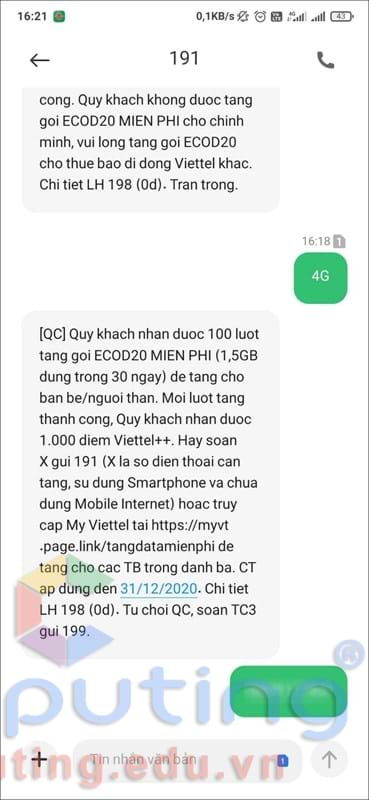 16:21
0,1KB/s
4G
43
191
cong. Quy khach khong duoc tang
goi ECOD20 MIEN PHI cho chinh
minh, vui long tang goi ECOD20
cho thue bao di dong Viettel khac.
Chi tiet LH 198 (0d). Tran trong.
16:18 1
4G
[QC] Quy khach nhan duoc 100 luot
tang goi ECOD20 MIEN PHI (1,5GB
dung trong 30 ngay) de tang cho
ban be/nguoi than. Moi luot tang
thanh cong, Quy khach nhan duoc
1.000 diem Viettel++. Hay soan
X gui 191 (X la so dien thoai can
tang, su dung Smartphone va chua
dung Mobile Internet) hoac truy
cap My Viettel tai https://myvt
.page.link/tangdatamienphi de
tang cho cac TB trong danh ba. CT
ap dung den 31/12/2020. Chi tiet
LH 198 (0d). Tu choi QC, soan TC3
gui 199.
puting
Tin nhắn văn bản
1
ting.edu.vn